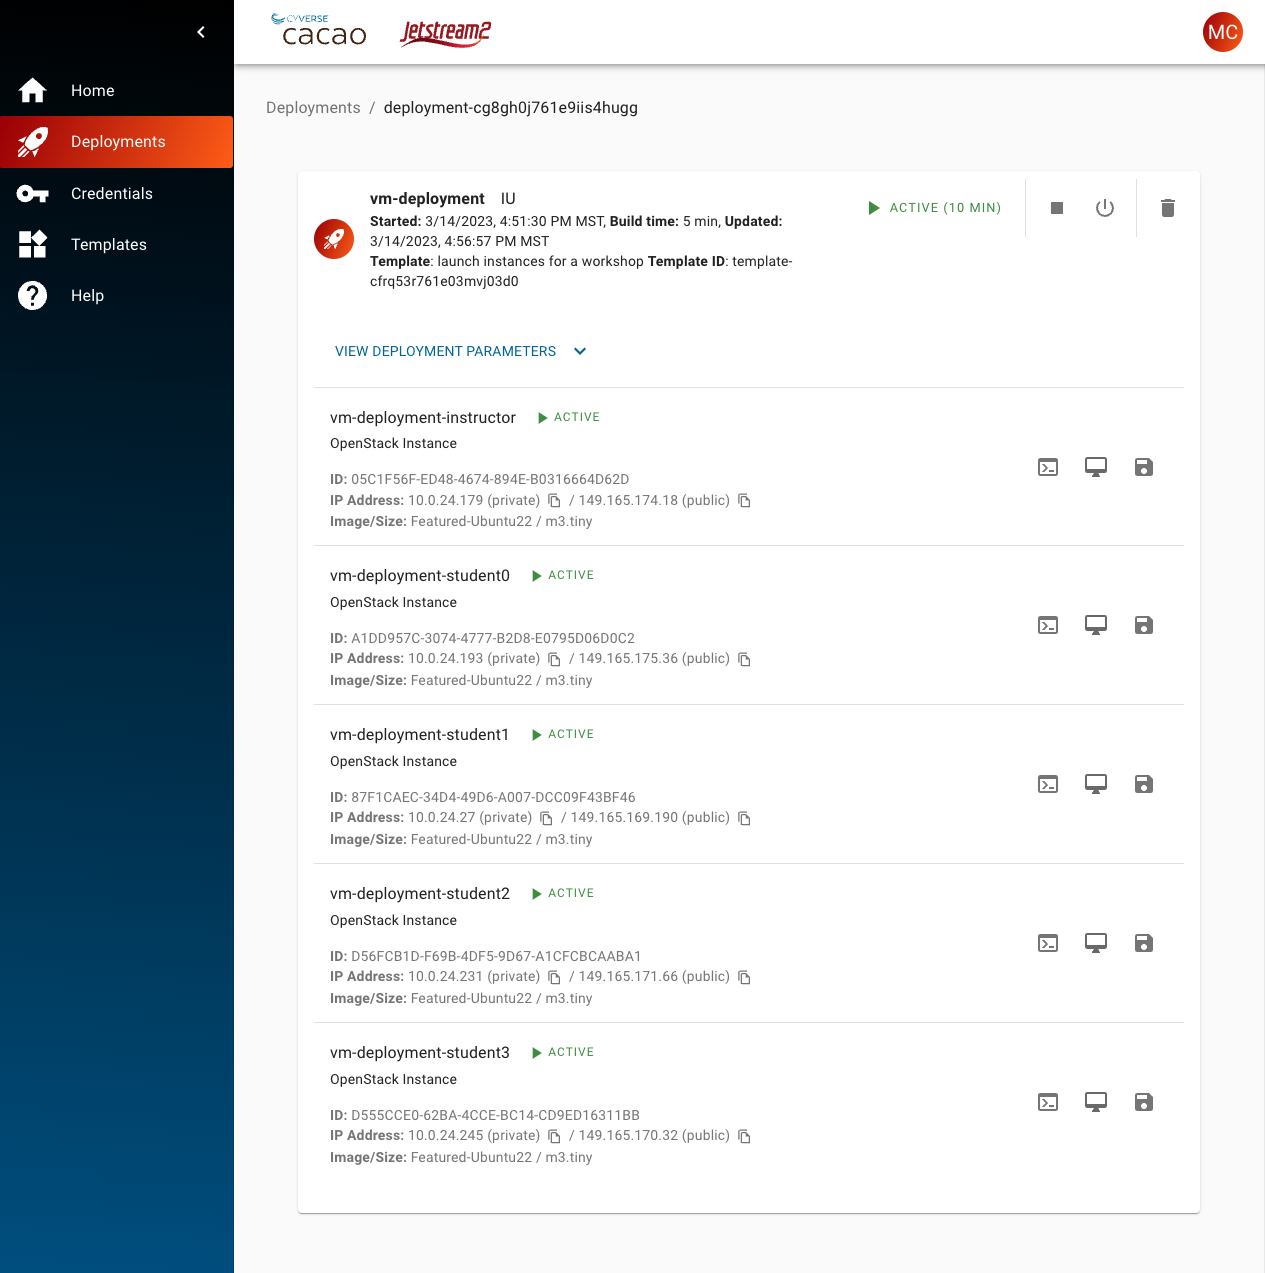 CYVERSE
cacao
Jetstream2
MC
Home
Deployments
Credentials
Templates
Help
Deployments / deployment-cg8gh0j761e9iis4hugg
vm-deployment IU
ACTIVE (10 MIN)
Started: 3/14/2023, 4:51:30 PM MST, Build time: 5 min, Updated:
3/14/2023, 4:56:57 PM MST
Template: launch instances for a workshop Template ID: template-
cfrq53r761e03mvj03d0
VIEW DEPLOYMENT PARAMETERS
vm-deployment-instructor ACTIVE
OpenStack Instance
ID: 05C1F56F-ED48-4674-894E-B0316664D62D
IP Address: 10.0.24.179 (private) / 149.165.174.18 (public)
Image/Size: Featured-Ubuntu22 / m3.tiny
vm-deployment-student0 ACTIVE
OpenStack Instance
ID: A1DD957C-3074-4777-B2D8-E0795D06D0C2
IP Address: 10.0.24.193 (private) / 149.165.175.36 (public)
Image/Size: Featured-Ubuntu22 / m3.tiny
vm-deployment-student1 ACTIVE
OpenStack Instance
ID: 87F1CAEC-34D4-49D6-A007-DCC09F43BF46
IP Address: 10.0.24.27 (private) / 149.165.169.190 (public)
Image/Size: Featured-Ubuntu22 / m3.tiny
vm-deployment-student2 ACTIVE
OpenStack Instance
ID: D56FCB1D-F69B-4DF5-9D67-A1CFCBCAABA1
IP Address: 10.0.24.231 (private) / 149.165.171.66 (public)
Image/Size: Featured-Ubuntu22 / m3.tiny
vm-deployment-student3 ACTIVE
OpenStack Instance
ID: D555CCE0-62BA-4CCE-BC14-CD9ED16311BB
IP Address: 10.0.24.245 (private) / 149.165.170.32 (public)
Image/Size: Featured-Ubuntu22 / m3.tiny